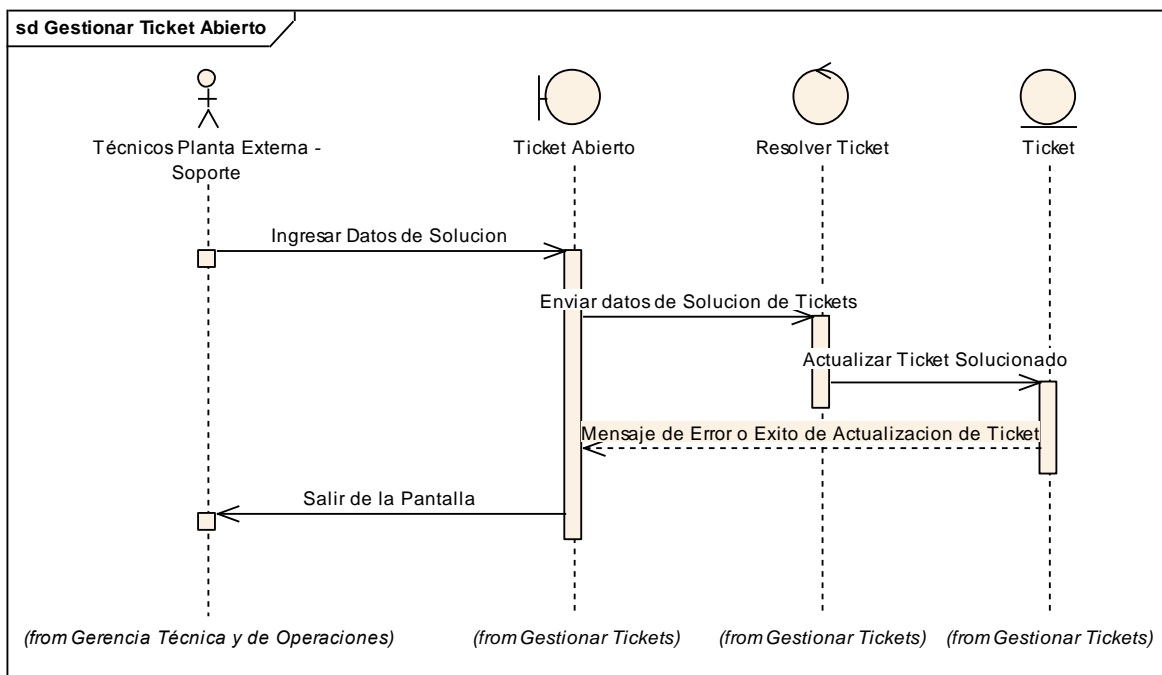 sd Gestionar Ticket Abierto
Técnicos Planta Externa -
Soporte
Ticket Abierto
Resolver Ticket
Ticket
Ingresar Datos de Solucion
Enviar datos de Solucion de Tickets
Actualizar Ticket Solucionado
Mensaje de Error o Exito de Actualizacion de Ticket
Salir de la Pantalla
(from Gerencia Técnica y de Operaciones)
(from Gestionar Tickets)
(from Gestionar Tickets)
(from Gestionar Tickets)